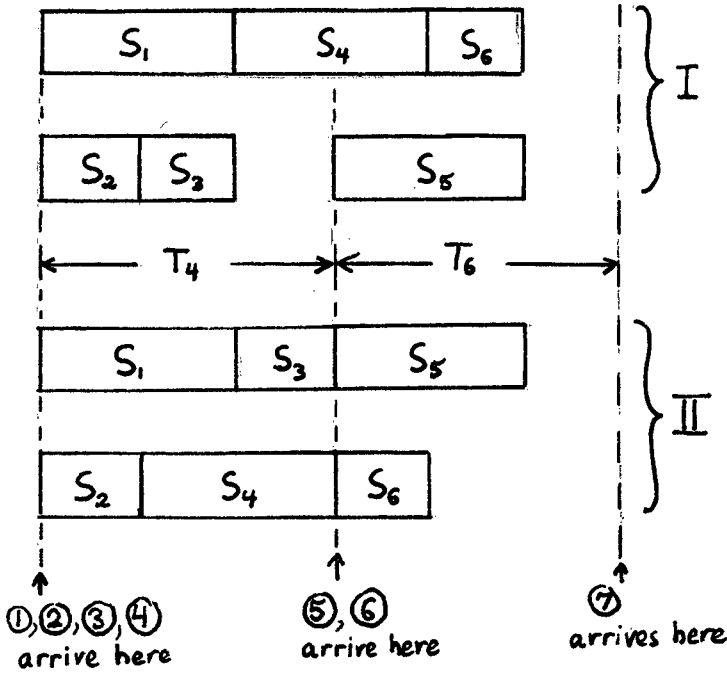 S₁ S₄ S₆
I
S₂ S₃ S₅
T₄ T₆
S₁ S₃ S₅
II
S₂ S₄ S₆
①,②,③,④ ⑤,⑥ ⑦
arrive here arrive here arrives here